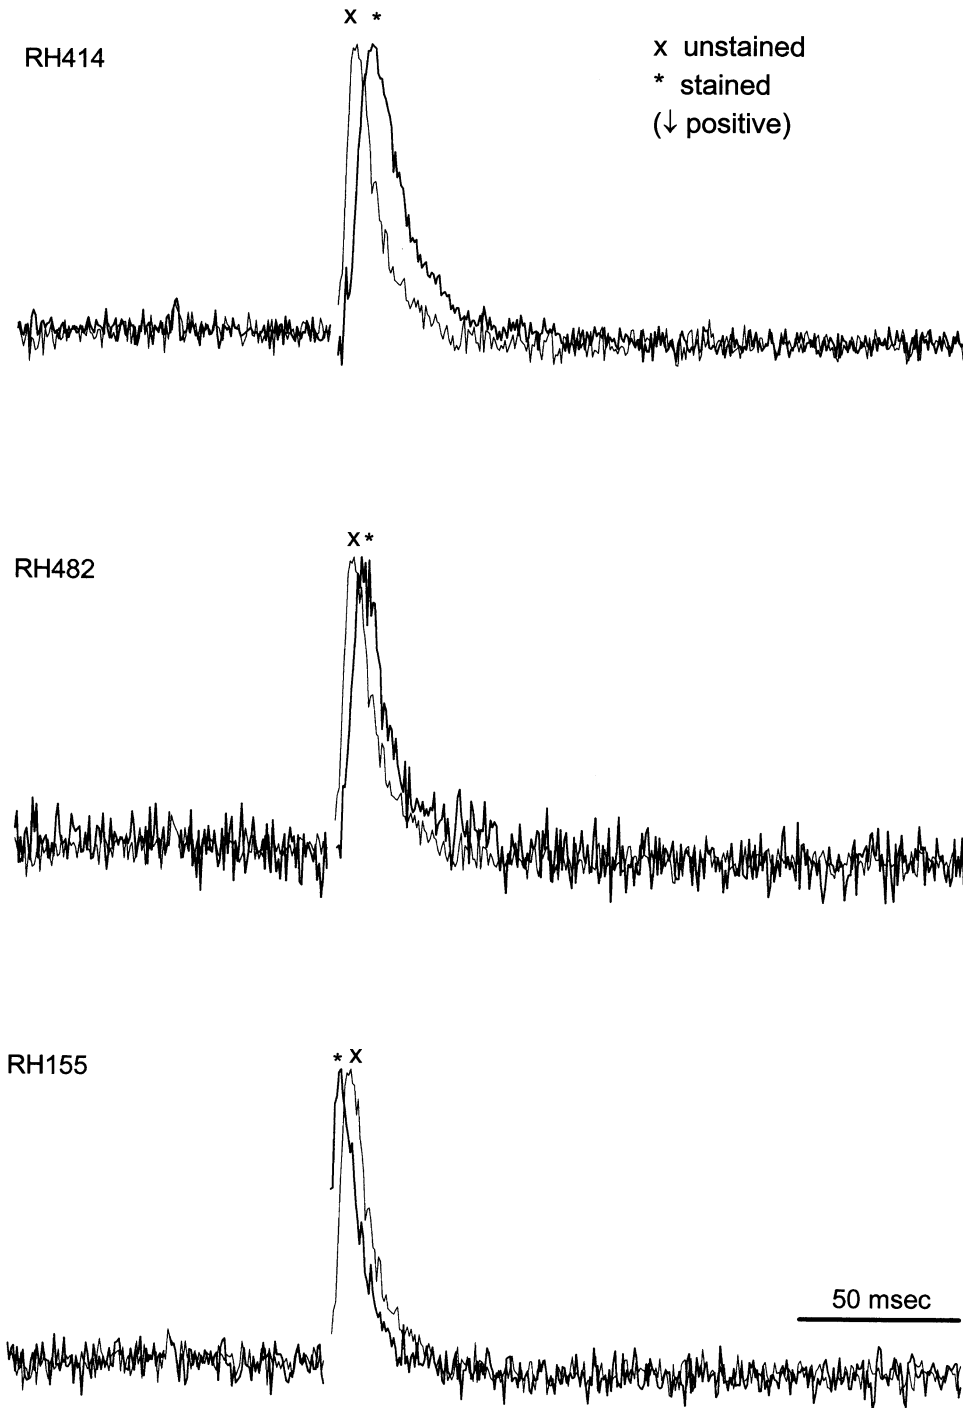 x *
RH414
x unstained
* stained
(↓ positive)
x *
RH482
* x
RH155
50 msec